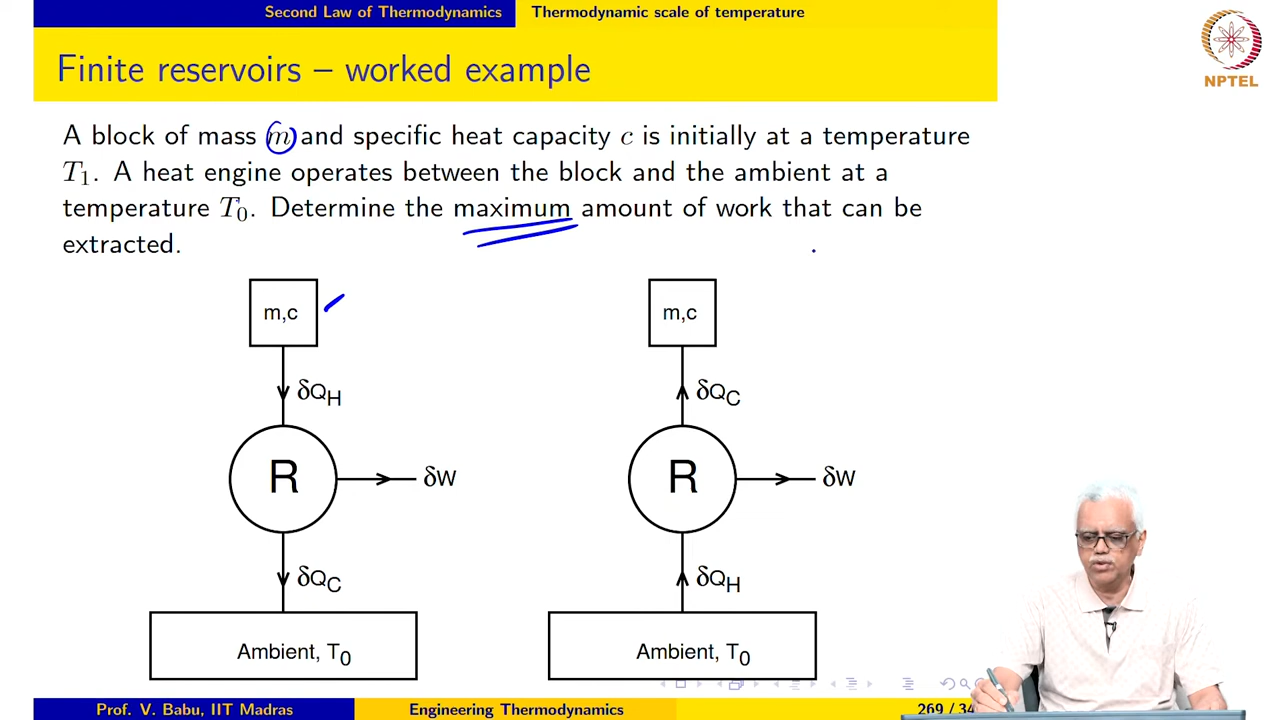 Second Law of Thermodynamics Thermodynamic scale of temperature
NPTEL
Finite reservoirs – worked example
A block of mass m and specific heat capacity c is initially at a temperature
T₁. A heat engine operates between the block and the ambient at a
temperature T₀. Determine the maximum amount of work that can be
extracted.
m,c
δQH
R
δW
δQC
Ambient, T₀
m,c
δQC
R
δW
δQH
Ambient, T₀
Prof. V. Babu, IIT Madras Engineering Thermodynamics 269 / 34